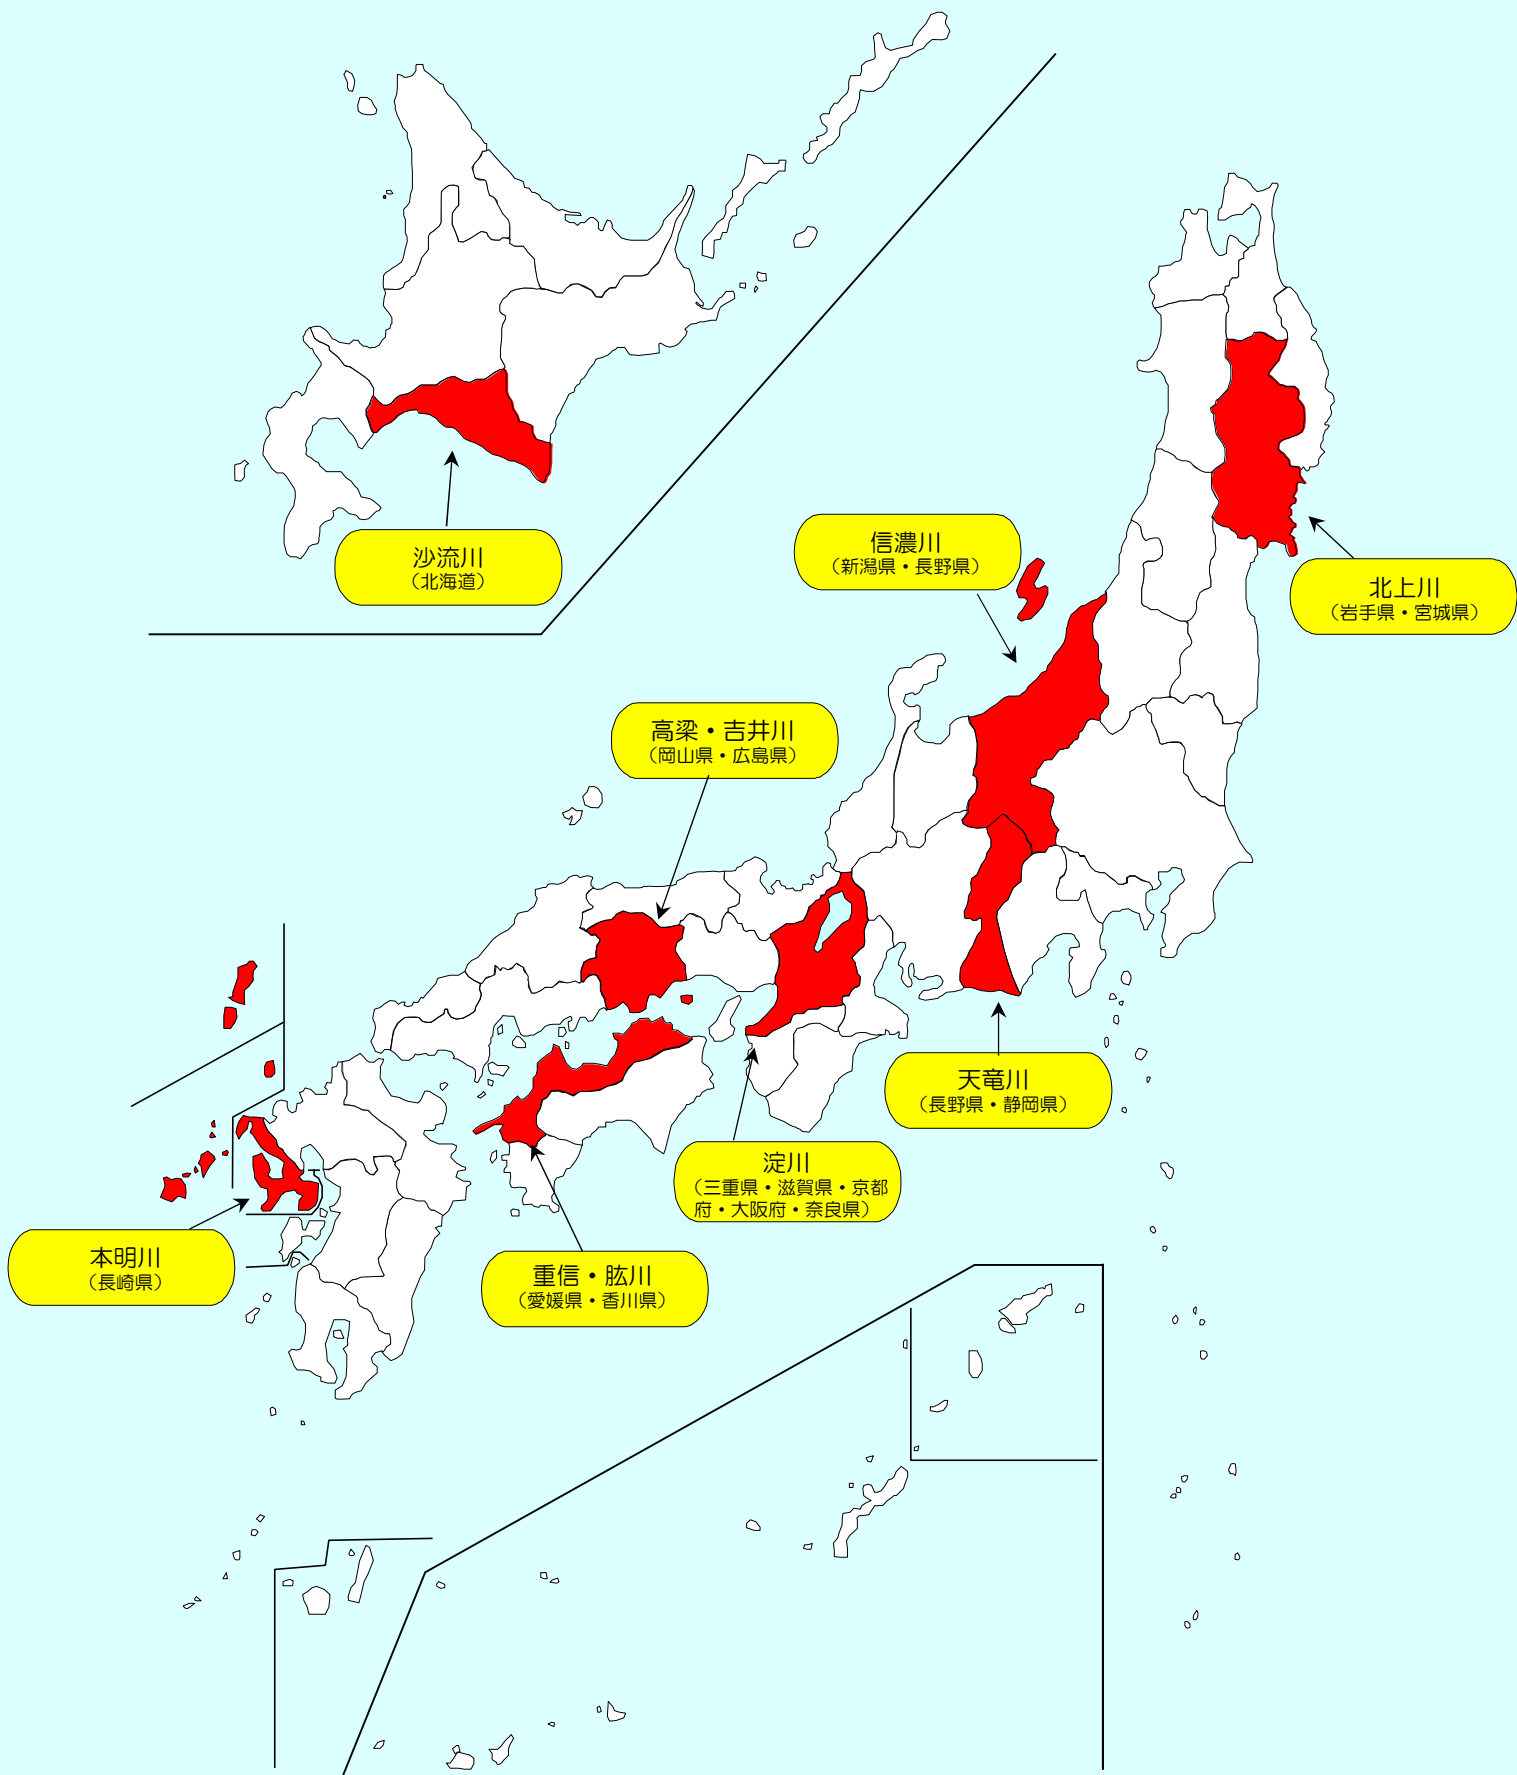 沙流川
（北海道）
信濃川
（新潟県・長野県）
北上川
（岩手県・宮城県）
高梁・吉井川
（岡山県・広島県）
天竜川
（長野県・静岡県）
淀川
（三重県・滋賀県・京都
府・大阪府・奈良県）
本明川
（長崎県）
重信・肱川
（愛媛県・香川県）